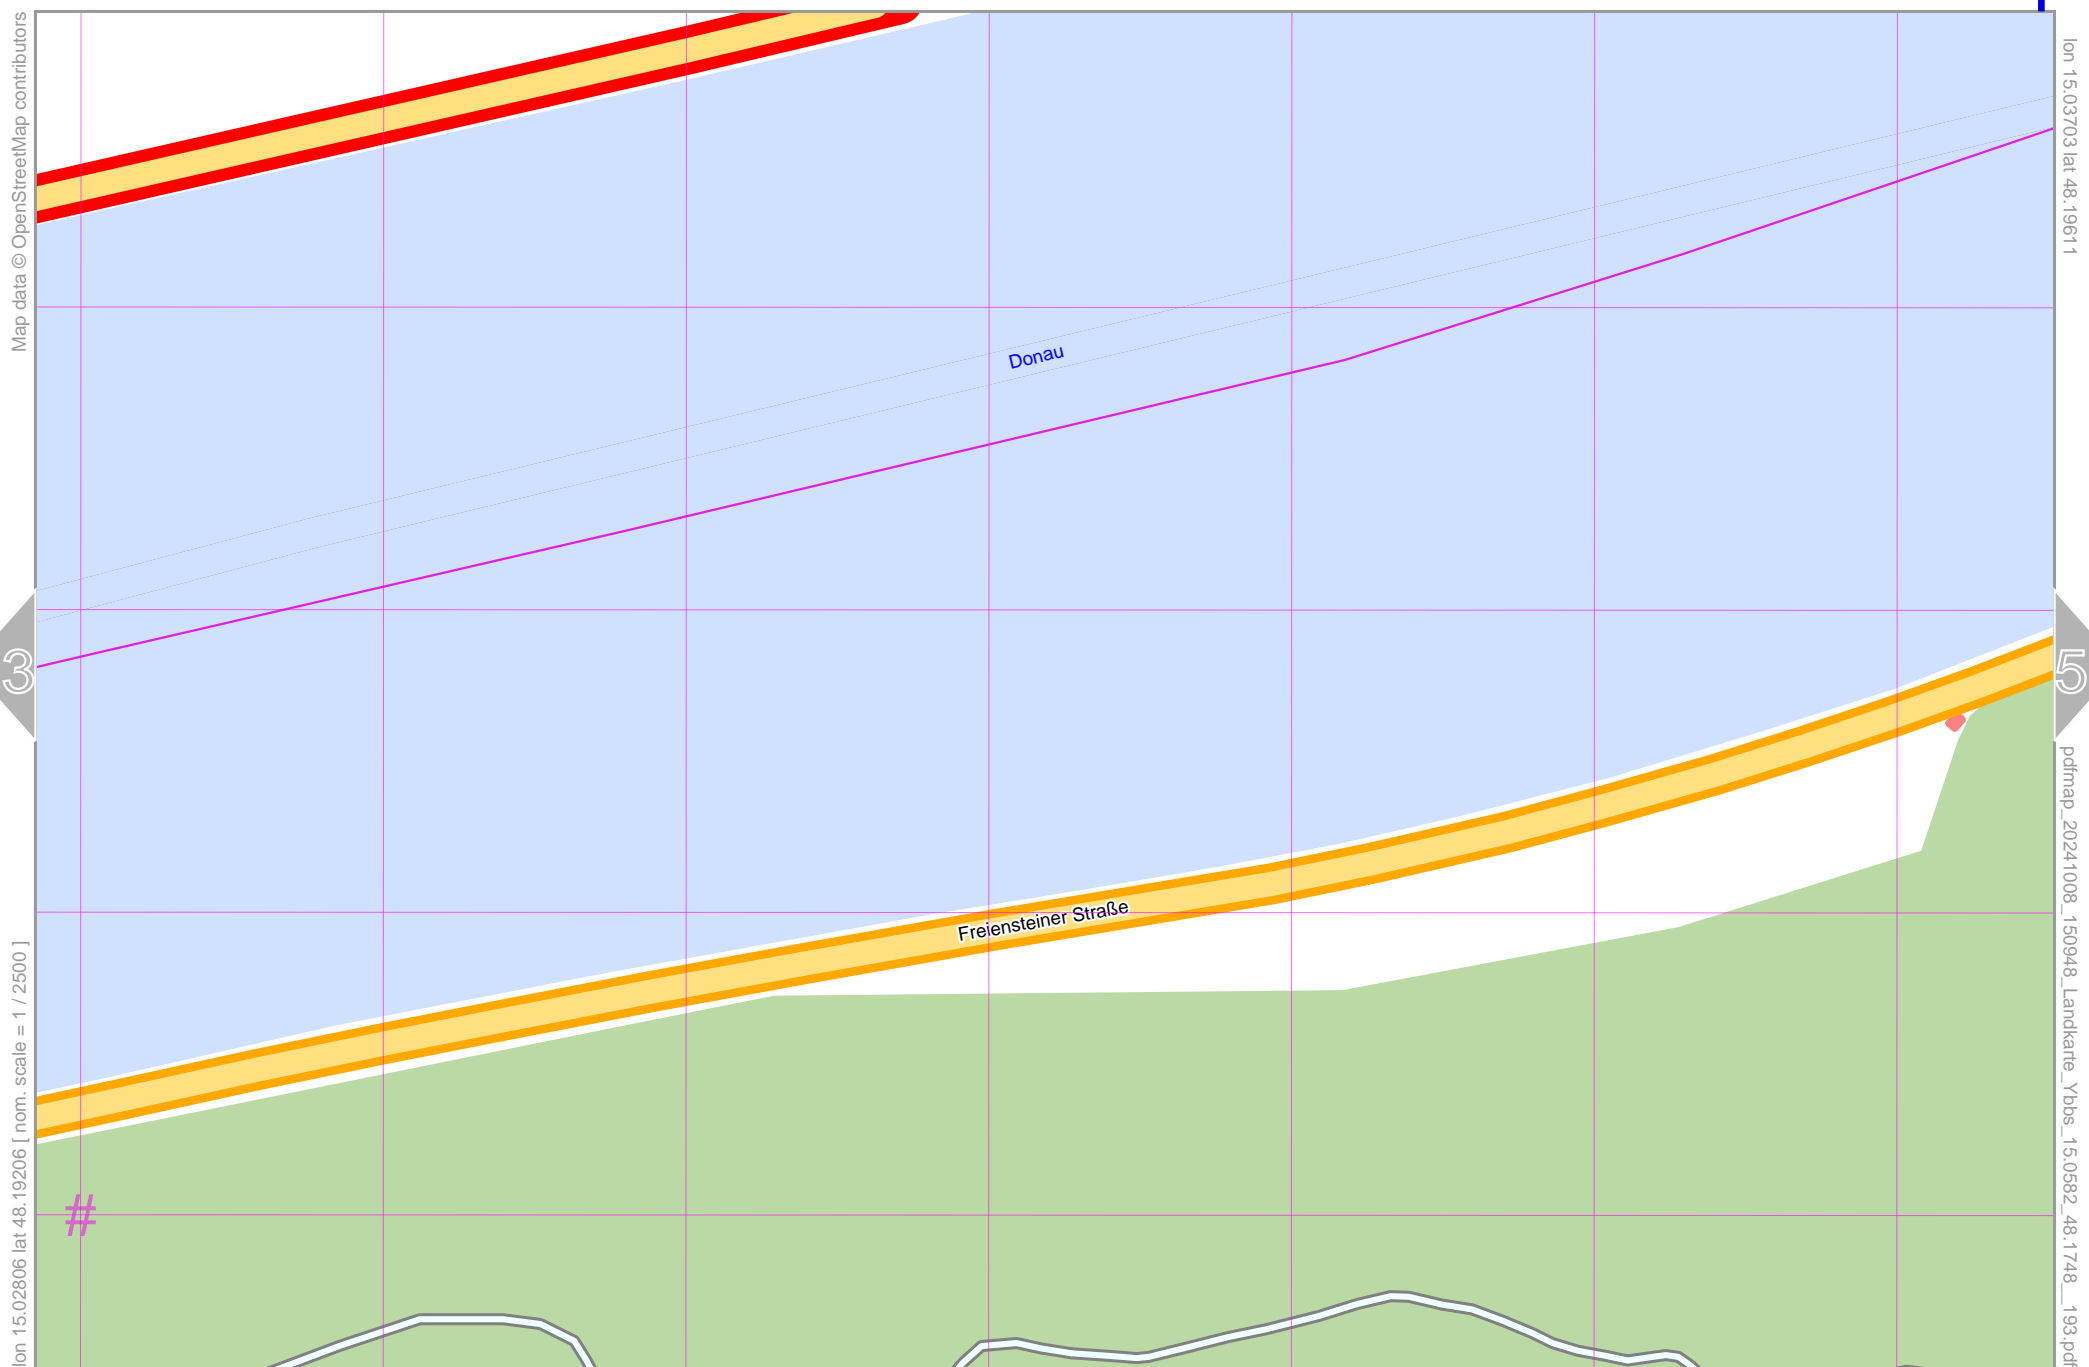 Map data © OpenStreetMap contributors
lon 15.03703 lat 48.19611
Donau
3
5
Freiensteiner Straße
#
lon 15.02806 lat 48.19206 [ nom. scale = 1 / 2500 ]
pdfmap_20241008_150948_Landkarte_Ybbs_15.0582_48.1748__193.pdf